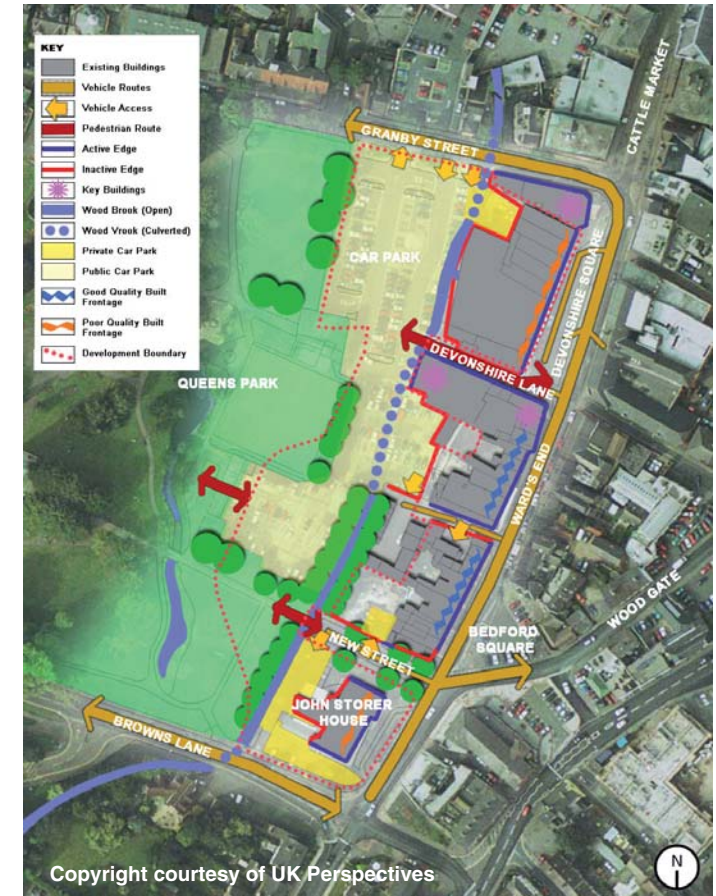 KEY
Existing Buildings
Vehicle Routes
Vehicle Access
Pedestrian Route
Active Edge
Inactive Edge
Key Buildings
Wood Brook (Open)
Wood Vrook (Culverted)
Private Car Park
Public Car Park
Good Quality Built
Frontage
Poor Quality Built
Frontage
Development Boundary
CATTLE MARKET
GRANBY STREET
CAR PARK
DEVONSHIRE SQUARE
DEVONSHIRE LANE
QUEENS PARK
WARD'S END
WOOD GATE
BEDFORD
SQUARE
NEW STREET
JOHN STORER
HOUSE
BROWNS LANE
Copyright courtesy of UK Perspectives
N